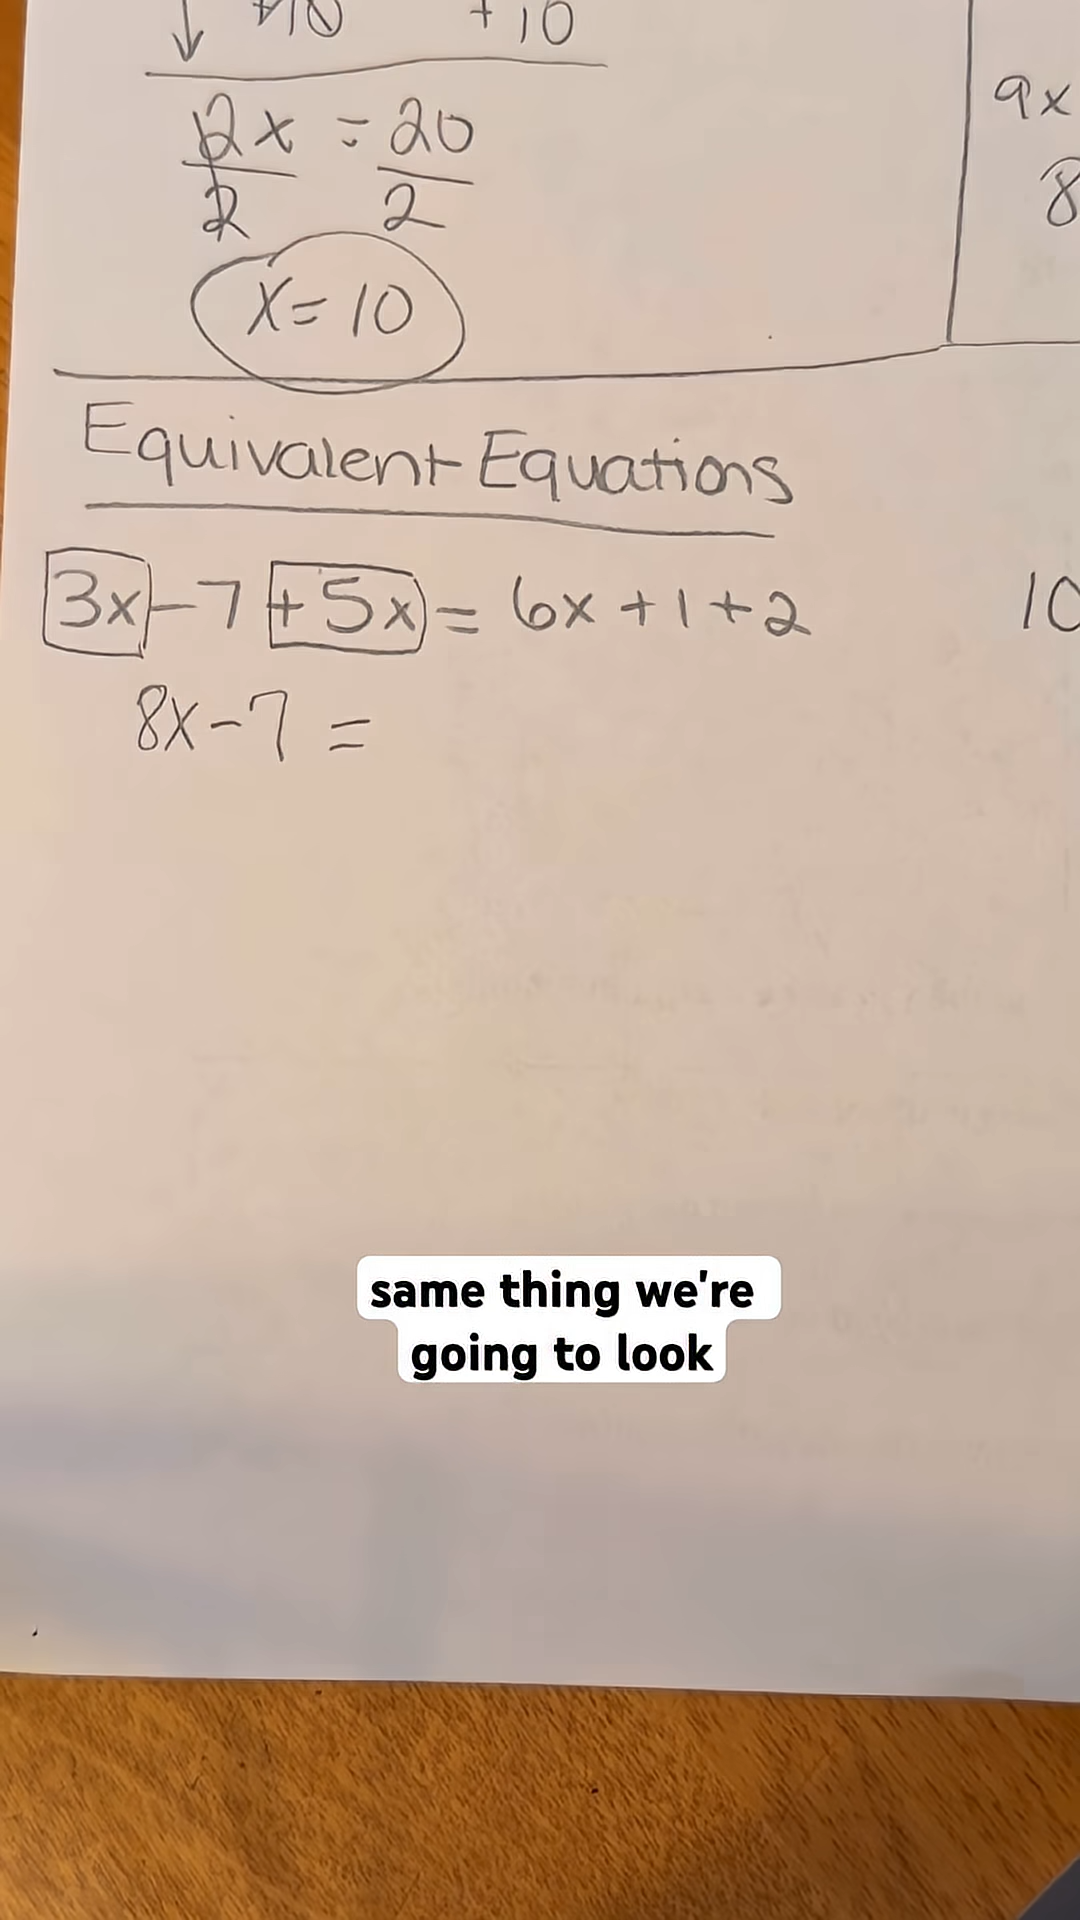 +10 +10
2x = 20
2 2
x = 10
9x
8
Equivalent Equations
3x - 7 + 5x = 6x + 1 + 2
10
8x - 7 =
same thing we're
going to look